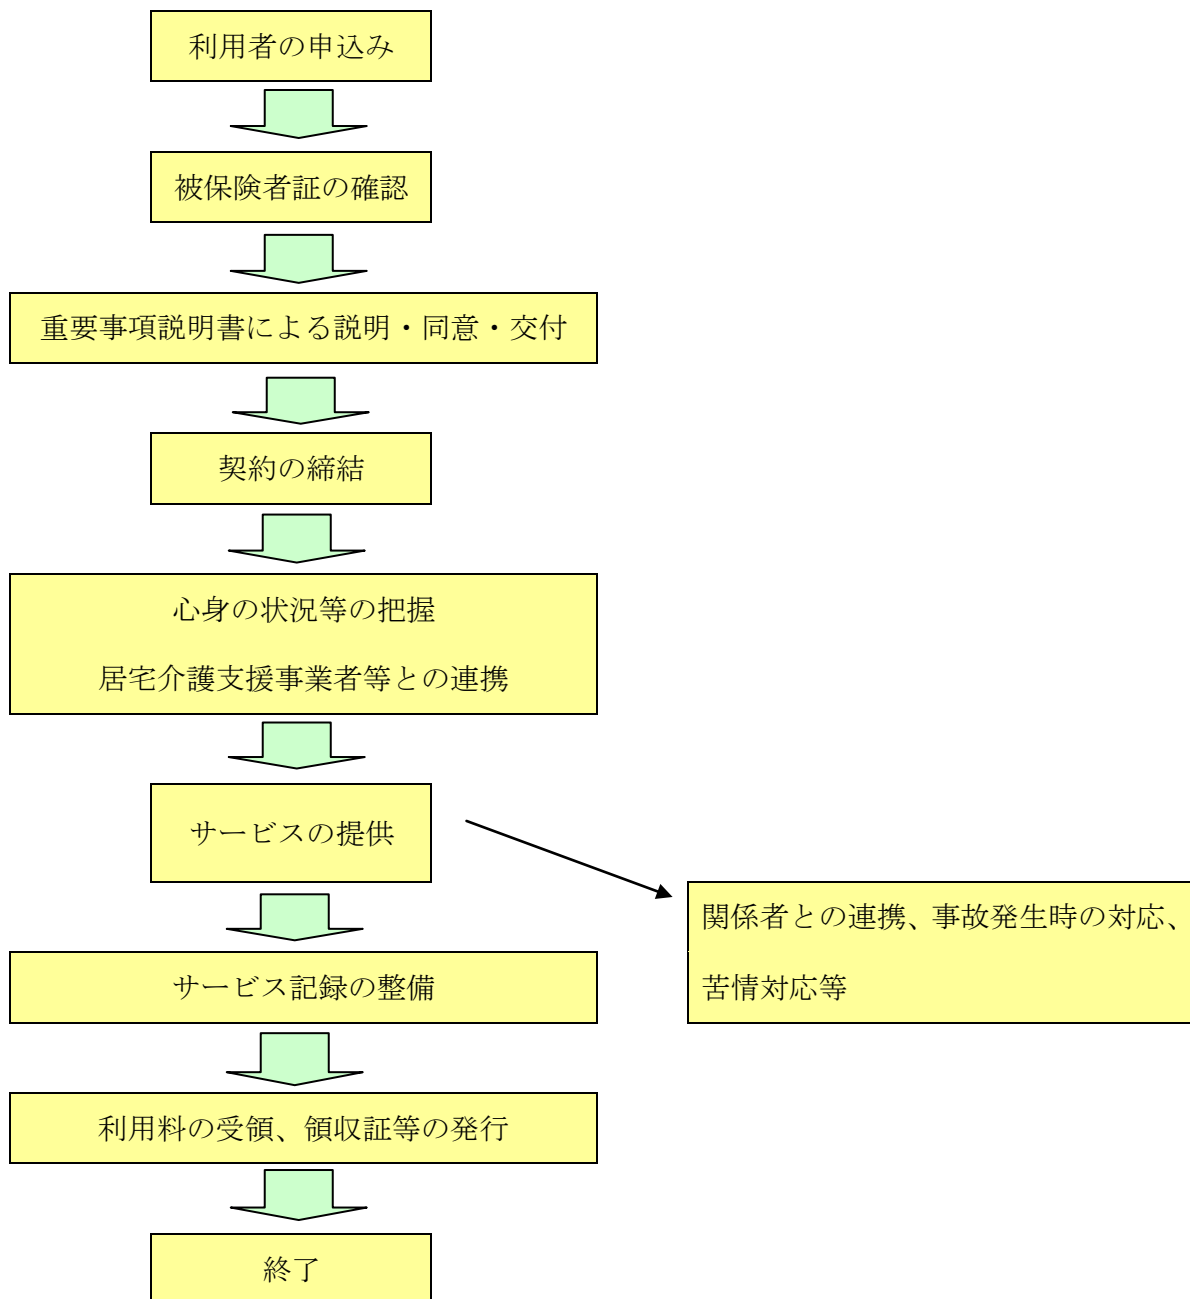 利用者の申込み
被保険者証の確認
重要事項説明書による説明・同意・交付
契約の締結
心身の状況等の把握
居宅介護支援事業者等との連携
サービスの提供
関係者との連携、事故発生時の対応、
苦情対応等
サービス記録の整備
利用料の受領、領収証等の発行
終了